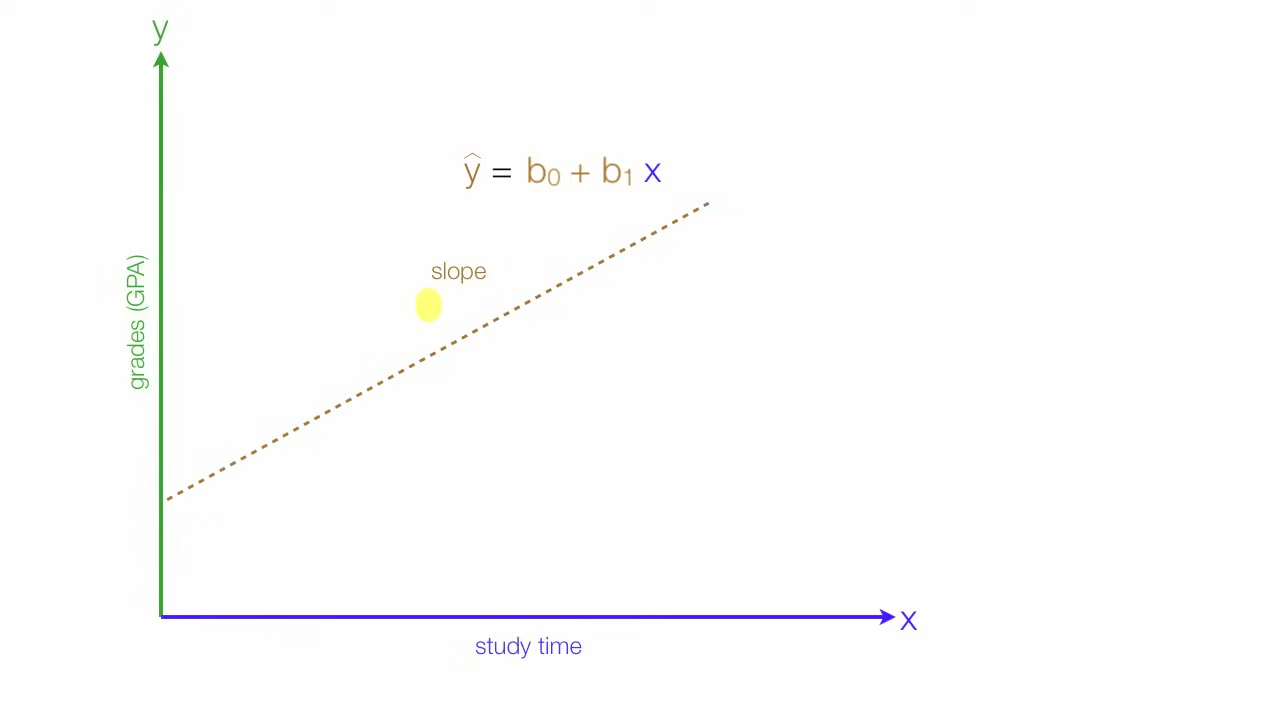 y
ŷ = b₀ + b₁ x
slope
grades (GPA)
x
study time